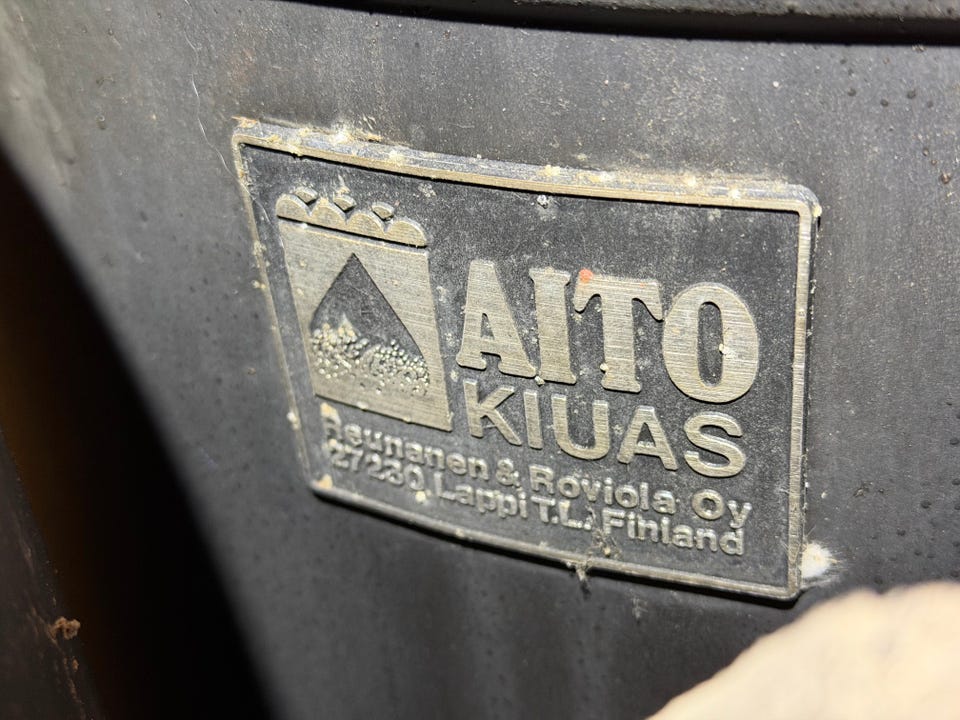 AITO
KIUAS
Reunanen & Roviola Oy
27230 Lappi T.L. Finland